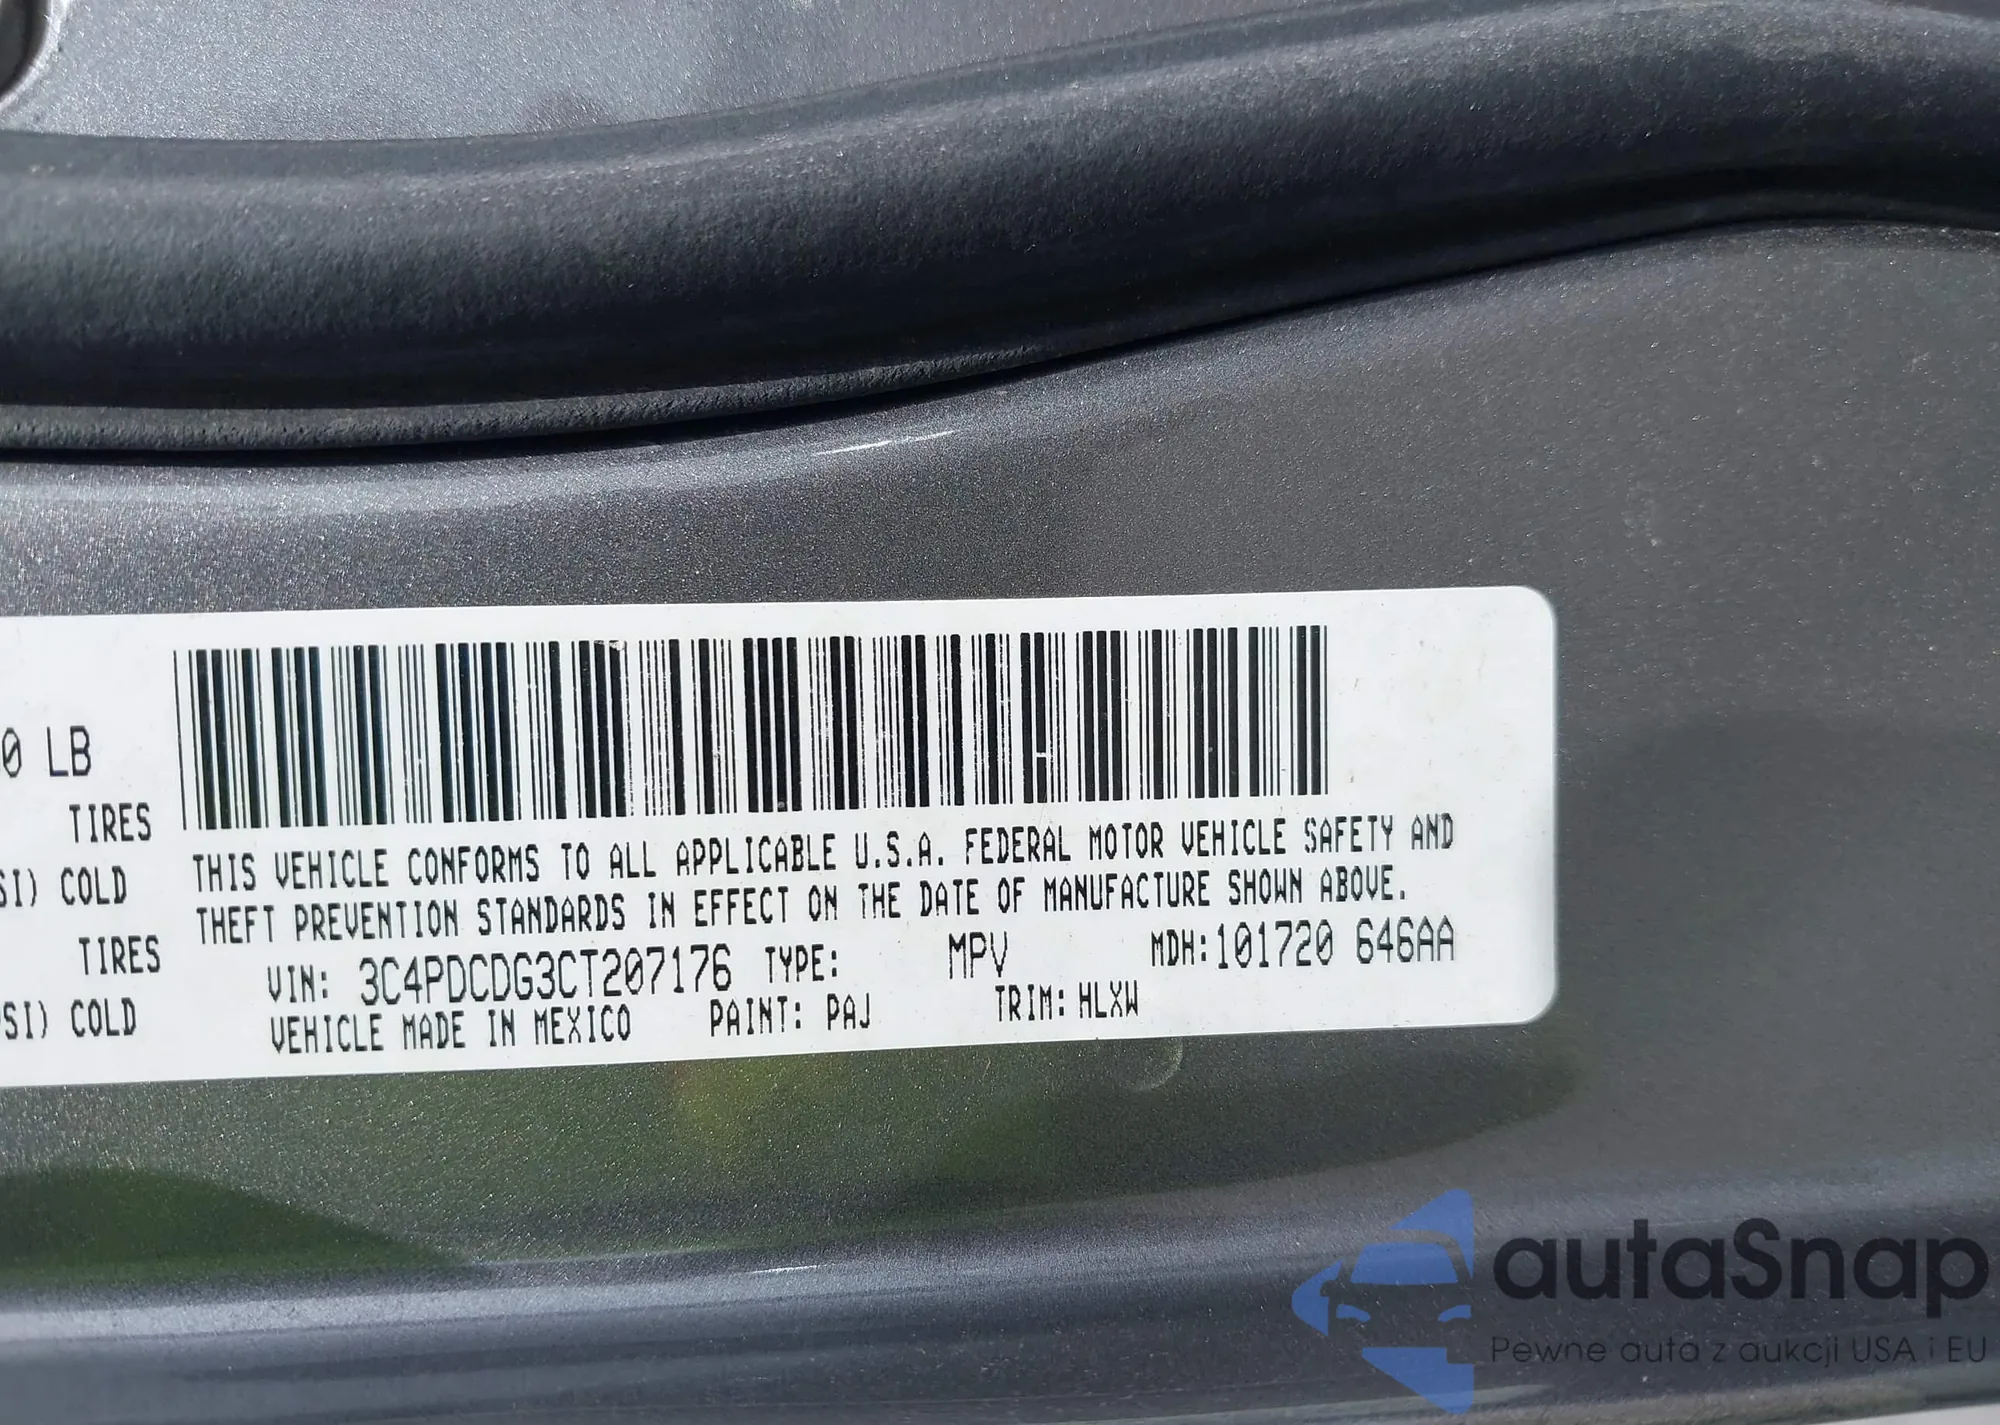 0 LB
TIRES
SI) COLD
TIRES
SI) COLD
THIS VEHICLE CONFORMS TO ALL APPLICABLE U.S.A. FEDERAL MOTOR VEHICLE SAFETY AND
THEFT PREVENTION STANDARDS IN EFFECT ON THE DATE OF MANUFACTURE SHOWN ABOVE.
VIN: 3C4PDCDG3CT207176 TYPE: MPV MDH:101720 646AA
VEHICLE MADE IN MEXICO PAINT: PAJ TRIM: HLXW
autaSnap
Pewne auta z aukcji USA i EU